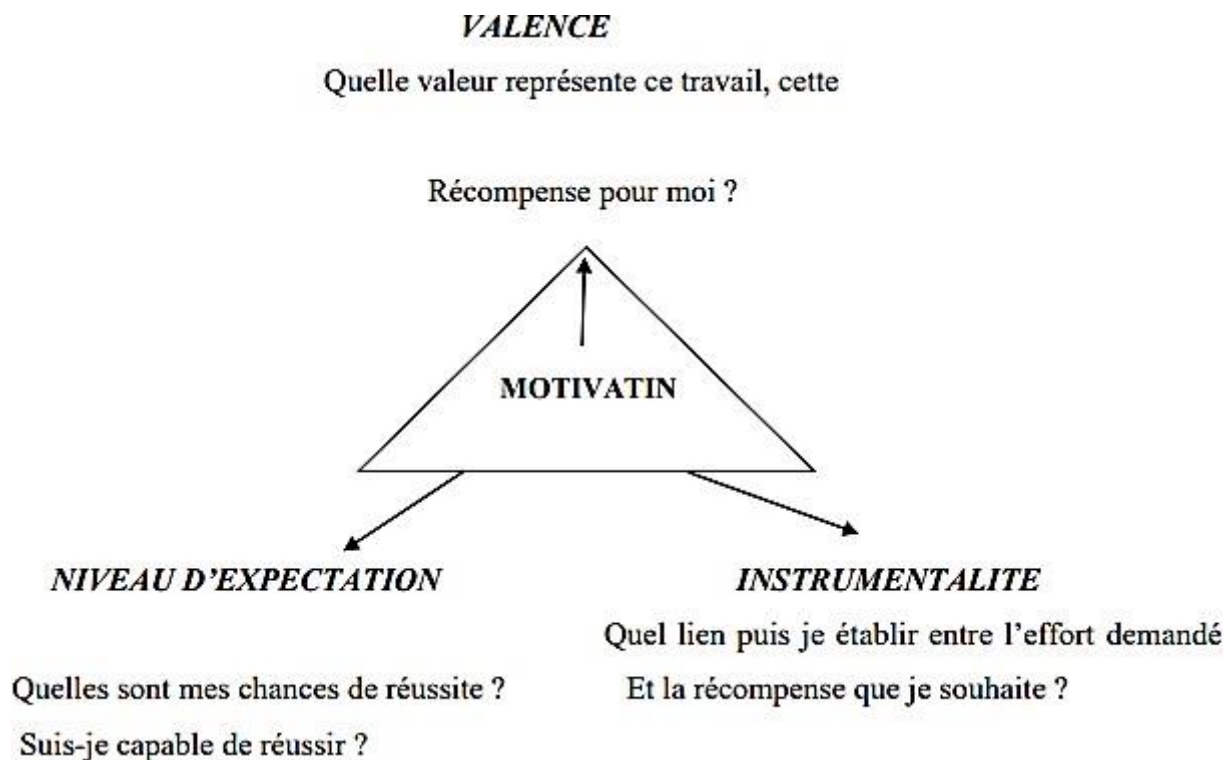 VALENCE
Quelle valeur représente ce travail, cette
Récompense pour moi ?
MOTIVATIN
NIVEAU D’EXPECTATION
Quelles sont mes chances de réussite ?
Suis-je capable de réussir ?
INSTRUMENTALITE
Quel lien puis je établir entre l’effort demandé
Et la récompense que je souhaite ?